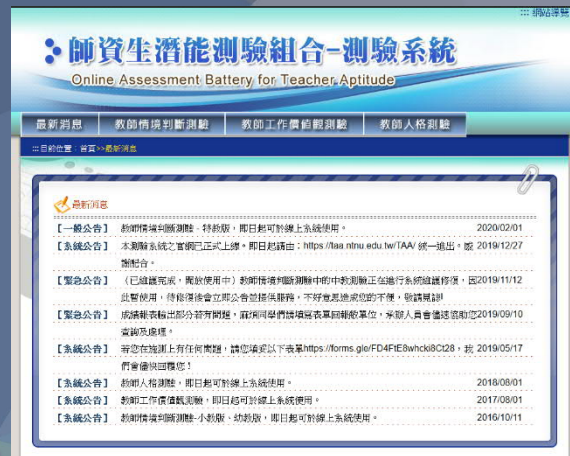 ::: 網站導覽
師資生潛能測驗組合-測驗系統
Online Assessment Battery for Teacher Aptitude
最新消息 教師情境判斷測驗 教師工作價值觀測驗 教師人格測驗
:::目前位置：首頁>>最新消息
最新消息
【一般公告】 教師情境判斷測驗-特教版，即日起可於線上系統使用。 2020/02/01
【系統公告】 本測驗系統之官網已正式上線。即日起請由：https://taa.ntnu.edu.tw/TAA/ 統一進出。感 2019/12/27
謝配合。
【緊急公告】 （已維護完成，開放使用中）教師情境判斷測驗中的中教測驗正在進行系統維護修復，因 2019/11/12
此暫停用，待修復後會立即公告並提供服務，不好意思造成您的不便，敬請見諒!
【緊急公告】 成績報表輸出部分若有問題，麻煩同學們請填寫表單回報敝單位，承辦人員會儘速協助您 2019/09/10
查詢及處理。
【系統公告】 若您在施測上有任何問題，請您填妥以下表單https://forms.gle/FD4FtE8whcki8Ct28，我 2019/05/17
們會儘快回覆您！
【系統公告】 教師人格測驗，即日起可於線上系統使用。 2018/08/01
【系統公告】 教師工作價值觀測驗，即日起可於線上系統使用。 2017/08/01
【系統公告】 教師情境判斷測驗-小教版、幼教版，即日起可於線上系統使用。 2016/10/11